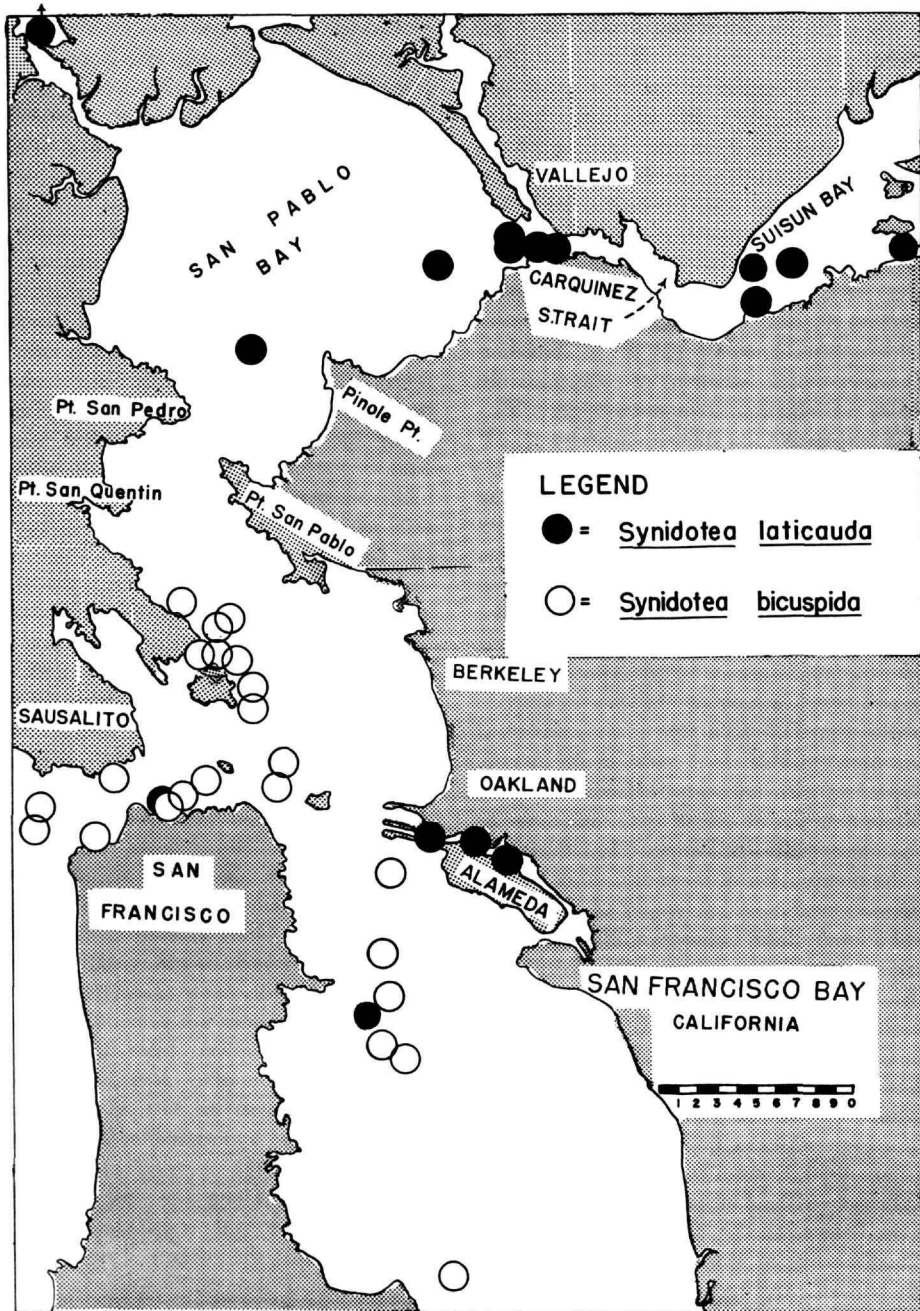 SAN PABLO
BAY
VALLEJO
SUISUN BAY
CARQUINEZ
S.TRAIT
Pt. San Pedro
Pinole Pt.
Pt. San Quentin
Pt. San Pablo
LEGEND
= Synidotea laticauda
= Synidotea bicuspida
BERKELEY
SAUSALITO
OAKLAND
SAN
FRANCISCO
ALAMEDA
SAN FRANCISCO BAY
CALIFORNIA
1 2 3 4 5 6 7 8 9 0